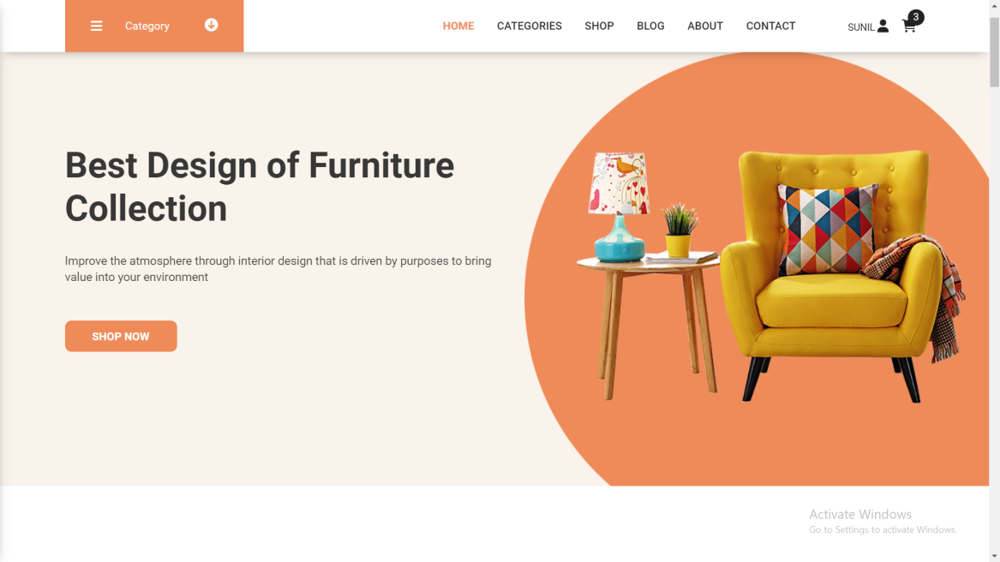 Category
HOME CATEGORIES SHOP BLOG ABOUT CONTACT
SUNIL
3
Best Design of Furniture
Collection
Improve the atmosphere through interior design that is driven by purposes to bring
value into your environment
SHOP NOW
Activate Windows
Go to Settings to activate Windows.